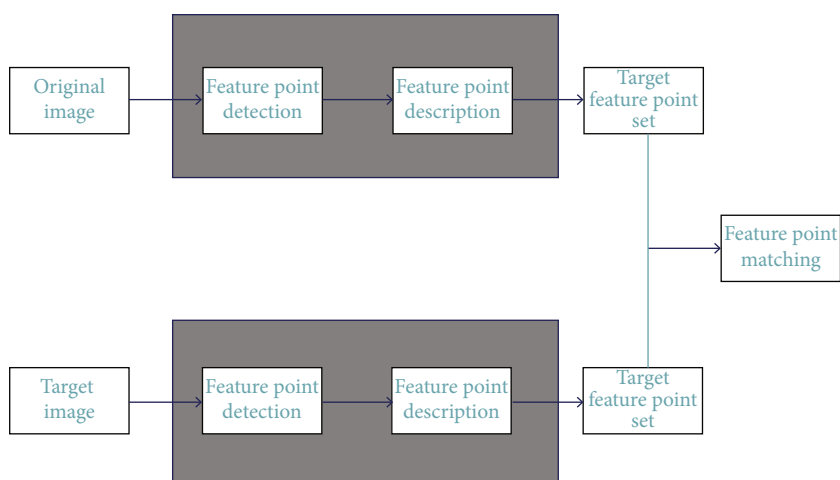 Original
image
Feature point
detection
Feature point
description
Target
feature point
set
Feature point
matching
Target
image
Feature point
detection
Feature point
description
Target
feature point
set